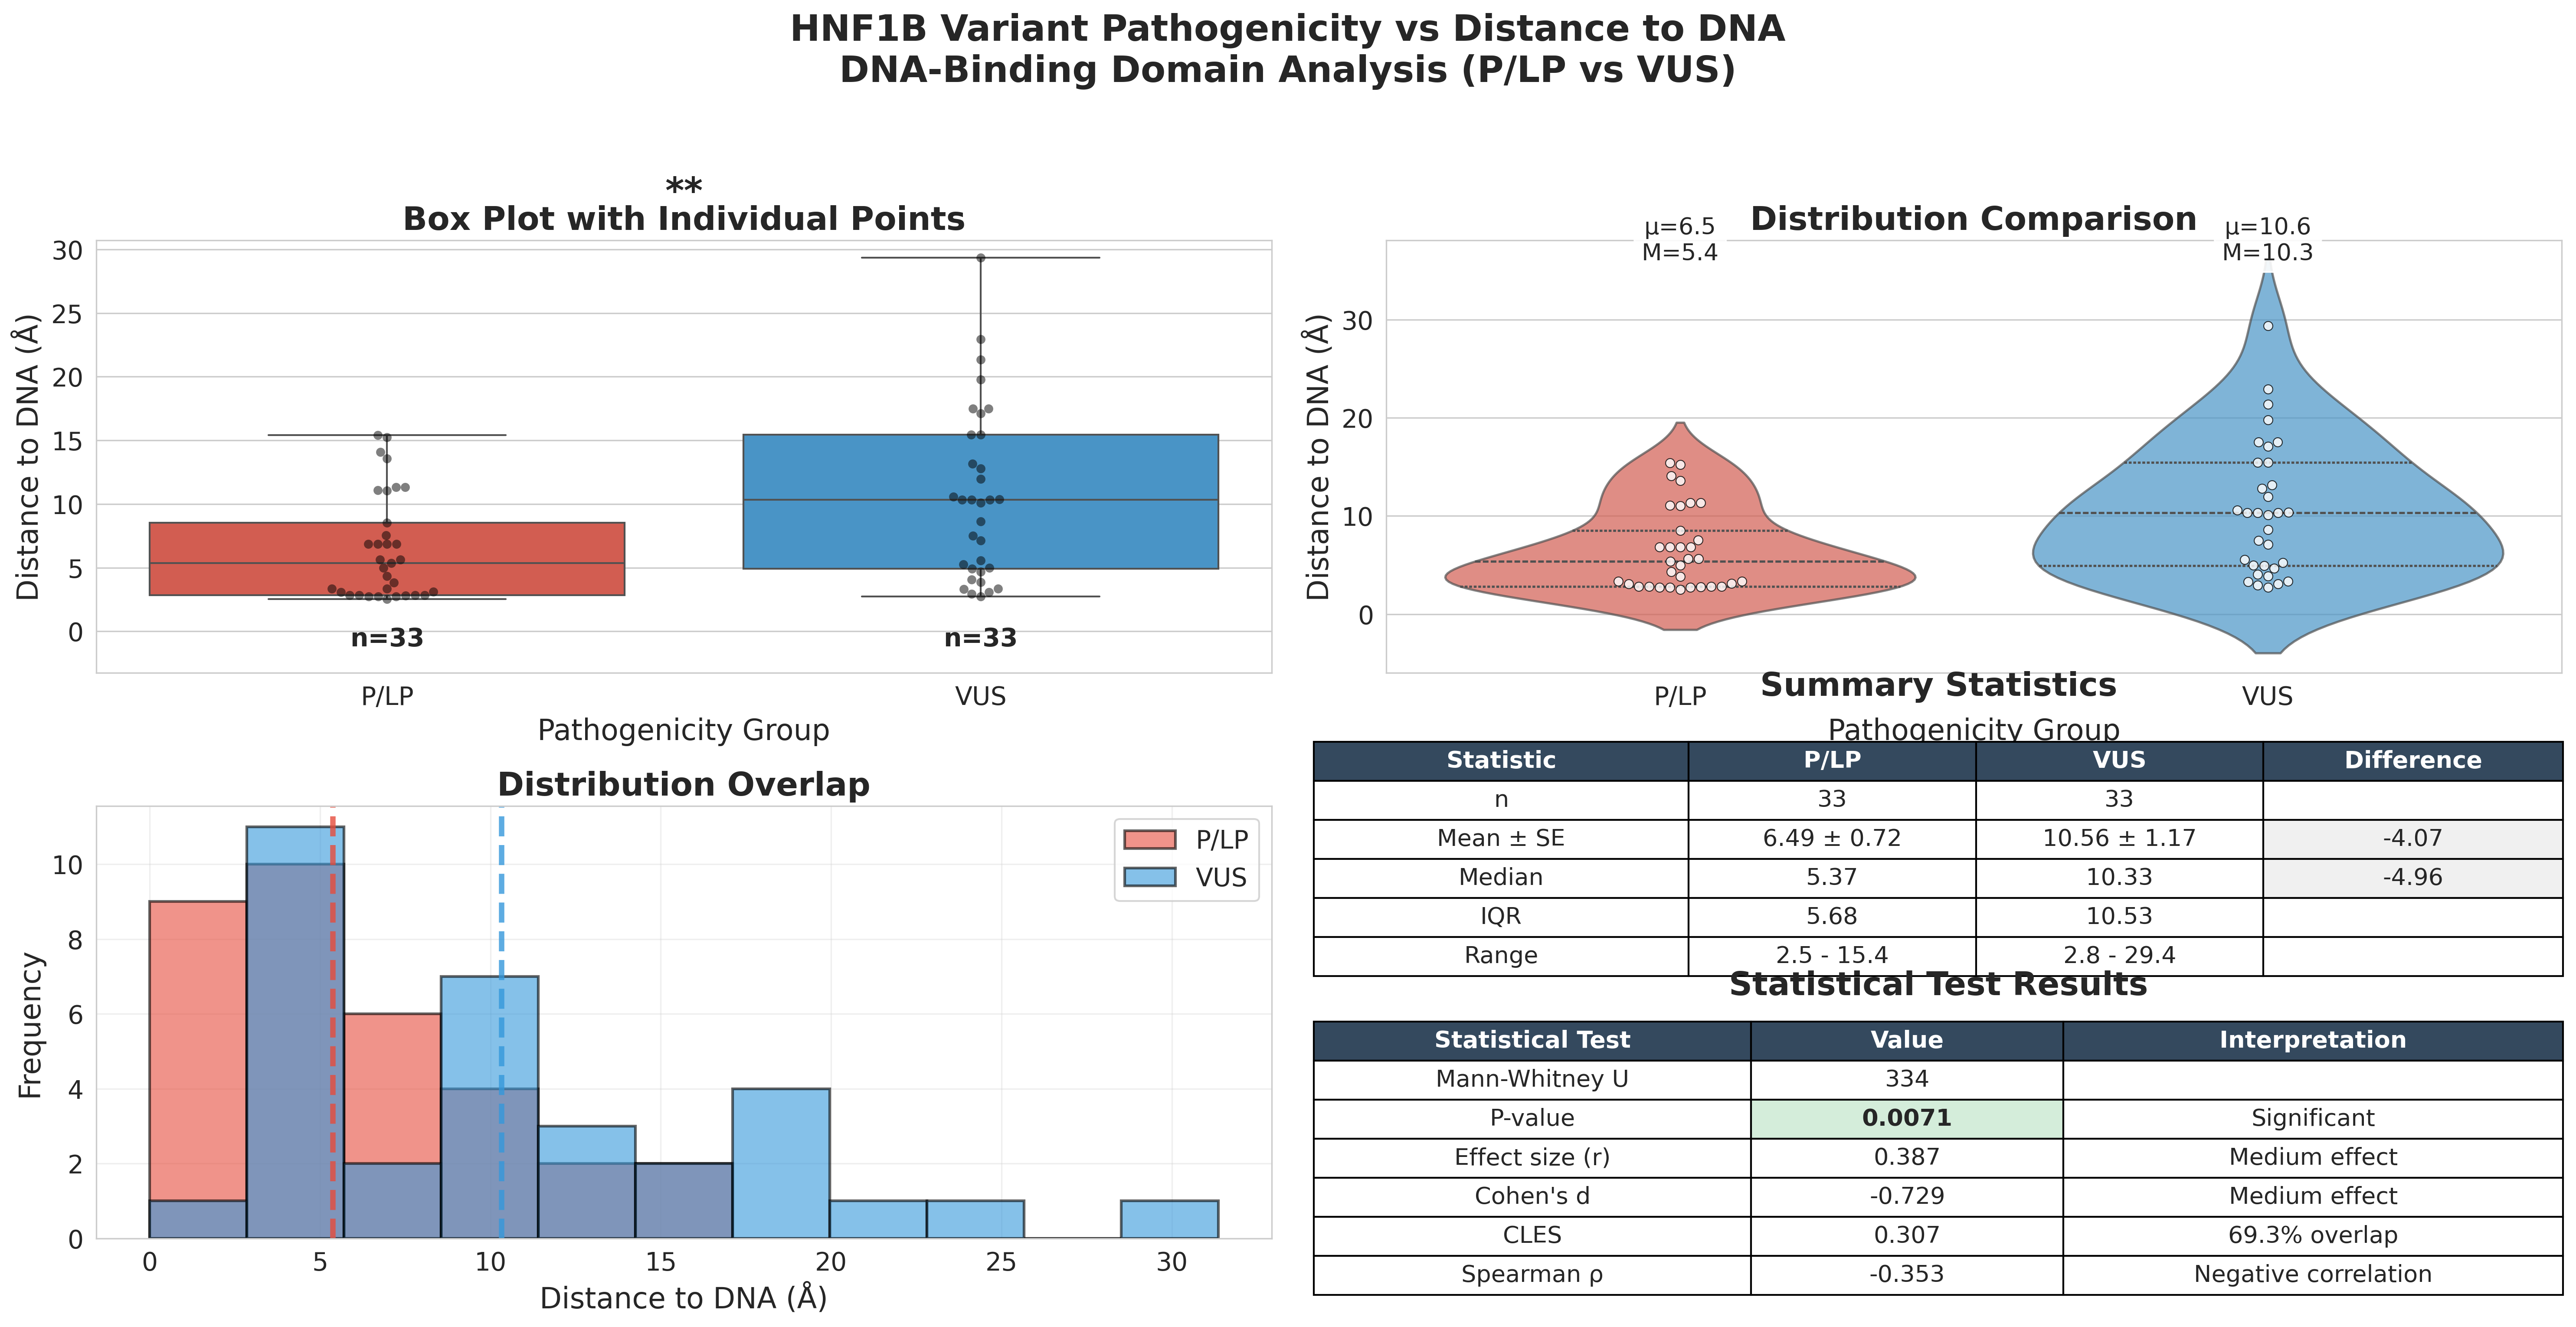 HNF1B Variant Pathogenicity vs Distance to DNA
DNA-Binding Domain Analysis (P/LP vs VUS)
**
Box Plot with Individual Points
Distance to DNA (Å)
30
25
20
15
10
5
0
n=33
n=33
P/LP
VUS
Pathogenicity Group
Distribution Comparison
μ=6.5
M=5.4
μ=10.6
M=10.3
Distance to DNA (Å)
30
20
10
0
P/LP
VUS
Pathogenicity Group
Distribution Overlap
P/LP
VUS
Frequency
10
8
6
4
2
0
0 5 10 15 20 25 30
Distance to DNA (Å)
Summary Statistics
Statistic P/LP VUS Difference
n 33 33
Mean ± SE 6.49 ± 0.72 10.56 ± 1.17 -4.07
Median 5.37 10.33 -4.96
IQR 5.68 10.53
Range 2.5 - 15.4 2.8 - 29.4
Statistical Test Results
Statistical Test Value Interpretation
Mann-Whitney U 334
P-value 0.0071 Significant
Effect size (r) 0.387 Medium effect
Cohen's d -0.729 Medium effect
CLES 0.307 69.3% overlap
Spearman ρ -0.353 Negative correlation